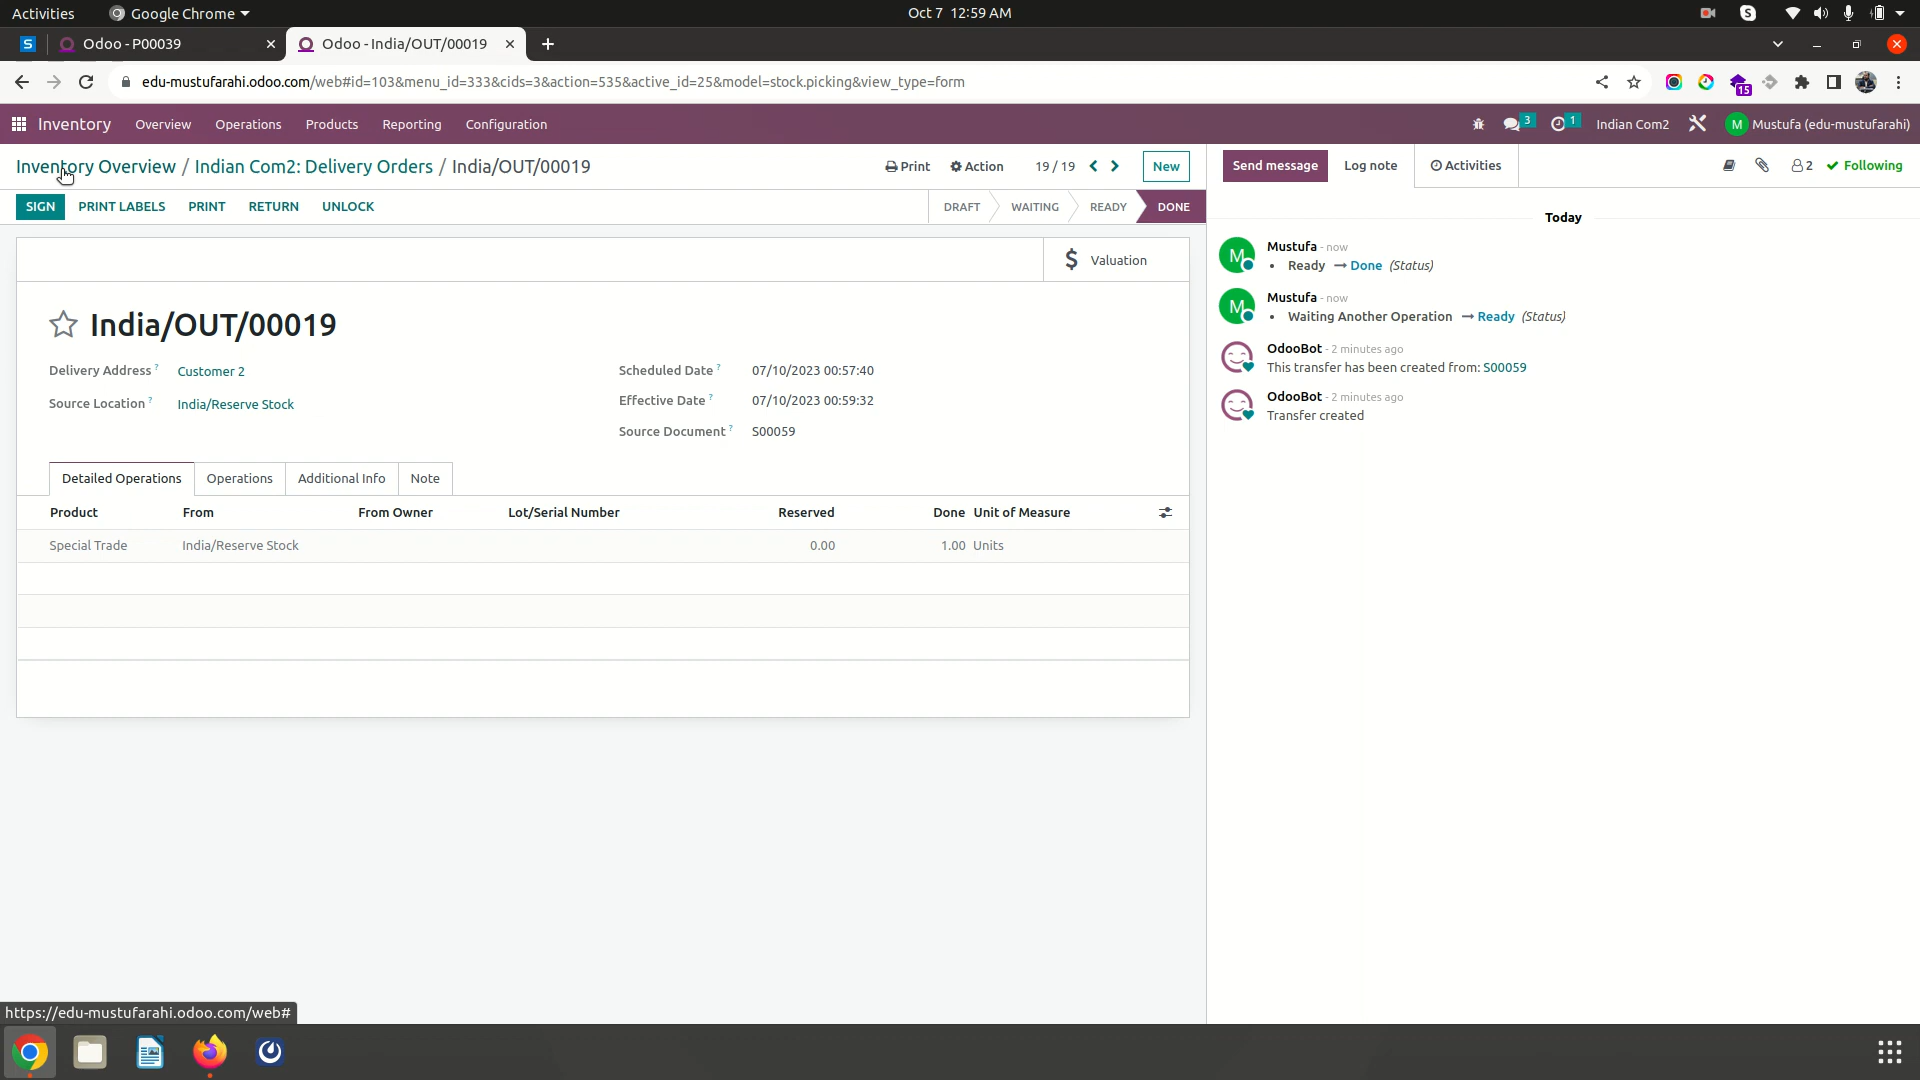 Activities Google Chrome Oct 7 12:59 AM
Odoo - P00039 Odoo - India/OUT/00019
edu-mustufarahi.odoo.com/web#id=103&menu_id=333&cids=3&action=535&active_id=25&model=stock.picking&view_type=form 15
Inventory Overview Operations Products Reporting Configuration 3 1 Indian Com2 M Mustufa (edu-mustufarahi)
Inventory Overview / Indian Com2: Delivery Orders / India/OUT/00019 Print Action 19 / 19 New Send message Log note Activities 2 Following
SIGN PRINT LABELS PRINT RETURN UNLOCK DRAFT WAITING READY DONE
Today
$ Valuation
M Mustufa - now
• Ready → Done (Status)
M Mustufa - now
• Waiting Another Operation → Ready (Status)
India/OUT/00019
OdooBot - 2 minutes ago
This transfer has been created from: S00059
OdooBot - 2 minutes ago
Transfer created
Delivery Address ? Customer 2 Scheduled Date ? 07/10/2023 00:57:40
Source Location ? India/Reserve Stock Effective Date ? 07/10/2023 00:59:32
Source Document ? S00059
Detailed Operations Operations Additional Info Note
Product From From Owner Lot/Serial Number Reserved Done Unit of Measure
Special Trade India/Reserve Stock 0.00 1.00 Units
https://edu-mustufarahi.odoo.com/web#